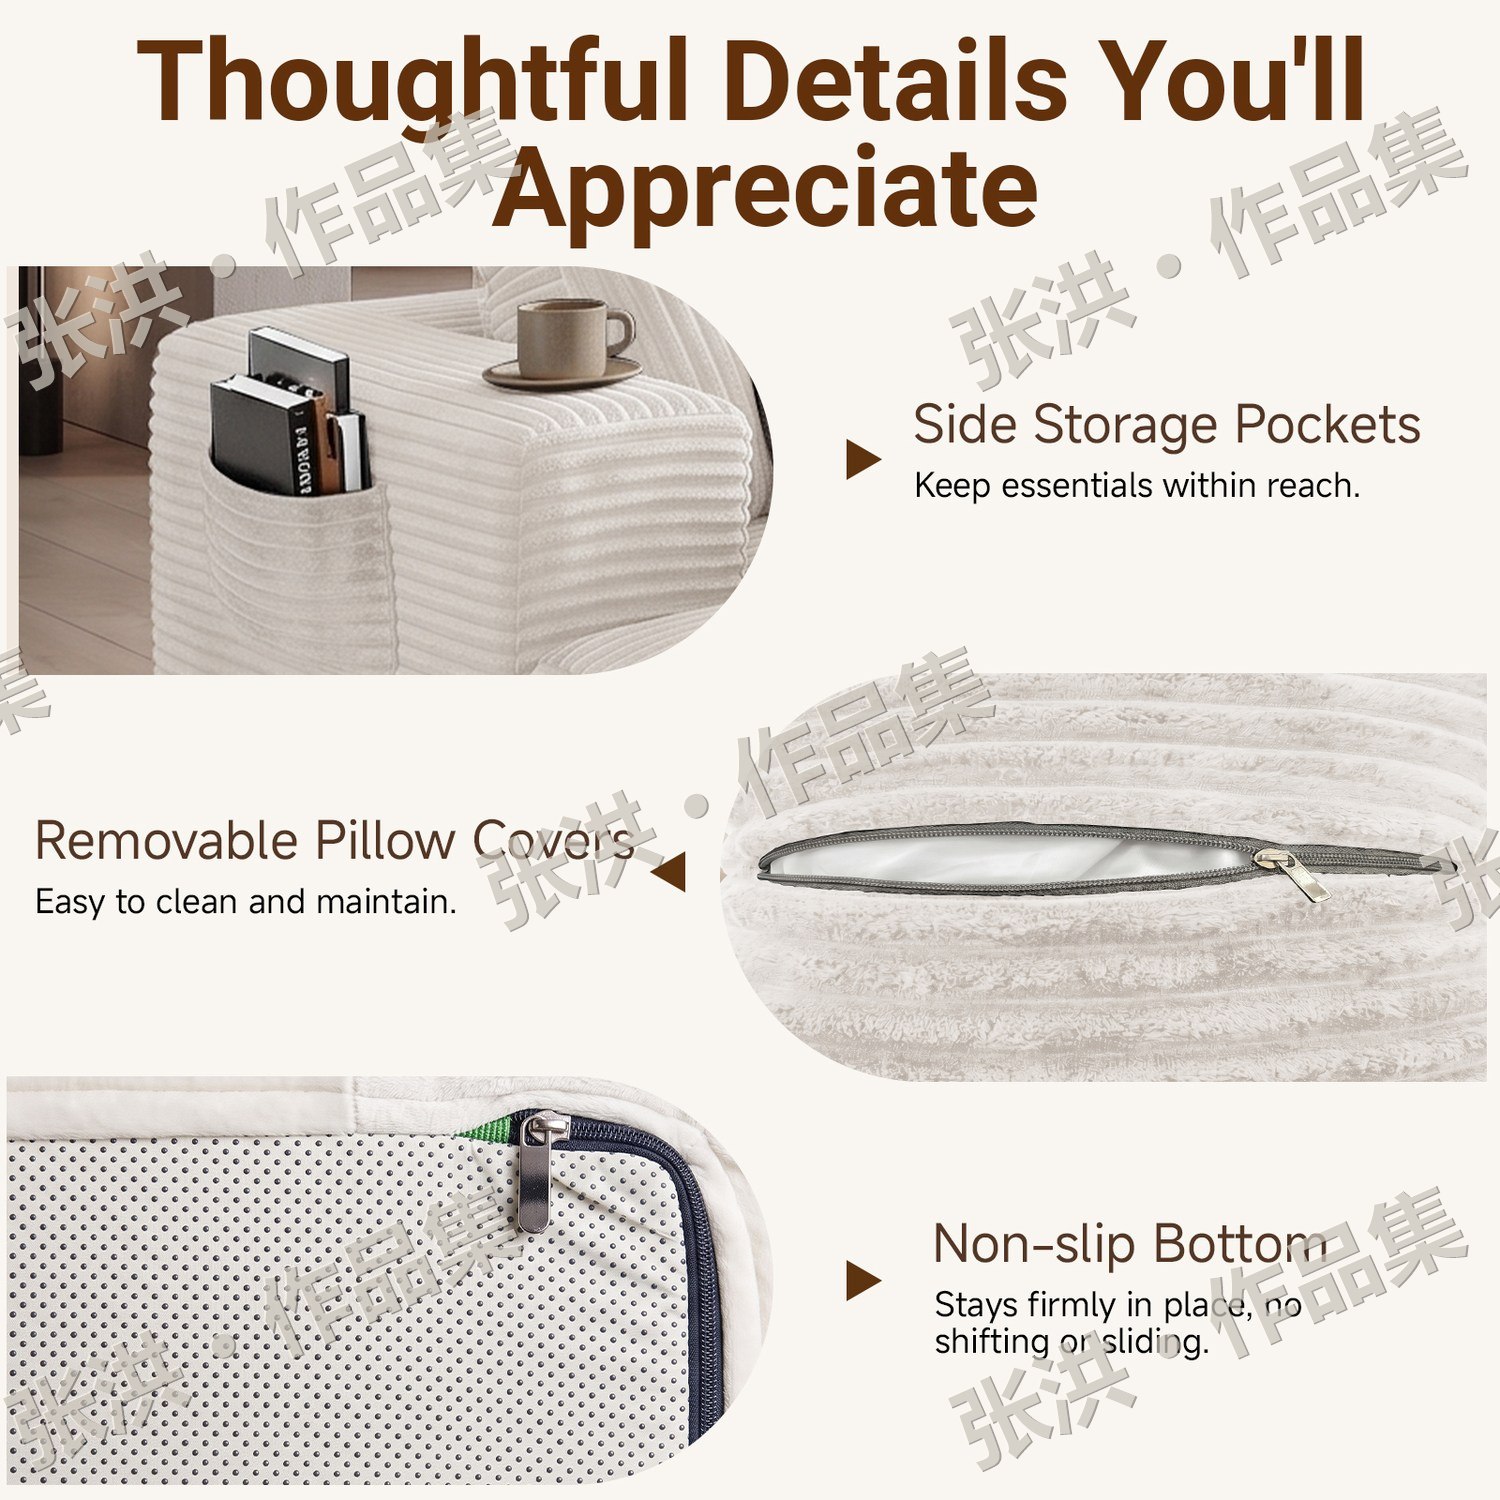 Thoughtful Details You'll
Appreciate
张洪·作品集
张洪·作品集
Side Storage Pockets
Keep essentials within reach.
集
张洪·作品集
Removable Pillow Covers
Easy to clean and maintain.
张
Non-slip Bottom
Stays firmly in place, no
shifting or sliding.
张洪·作品集
张洪·作品集